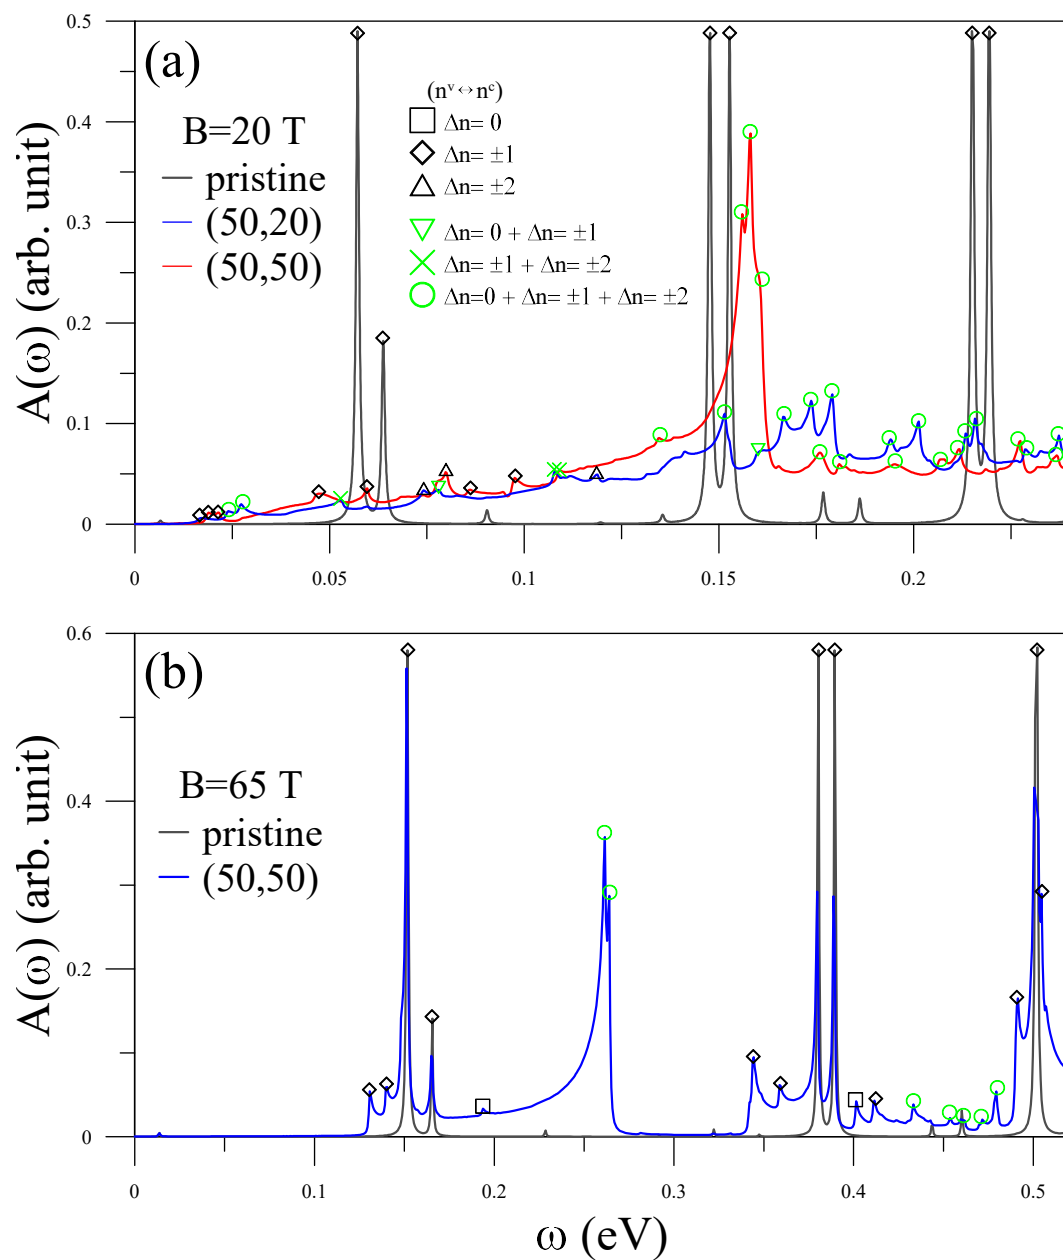 (a)
B=20 T
pristine
(50,20)
(50,50)
(nᵛ↔nᶜ)
Δn= 0
Δn= ±1
Δn= ±2
Δn= 0 + Δn= ±1
Δn= ±1 + Δn= ±2
Δn=0 + Δn= ±1 + Δn= ±2
A(ω) (arb. unit)
0.5
0.4
0.3
0.2
0.1
0
0 0.05 0.1 0.15 0.2
(b)
B=65 T
pristine
(50,50)
A(ω) (arb. unit)
0.6
0.4
0.2
0
0 0.1 0.2 0.3 0.4 0.5
ω (eV)